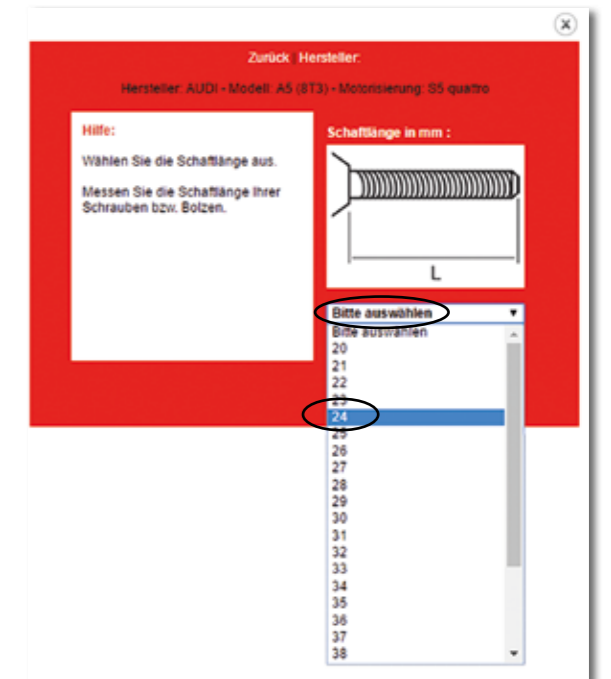 Zurück Hersteller:
Hersteller: AUDI - Modell: A5 (8T3) - Motorisierung: S5 quattro
Hilfe:
Wählen Sie die Schaftlänge aus.
Messen Sie die Schaftlänge Ihrer
Schrauben bzw. Bolzen.
Schaftlänge in mm :
L
Bitte auswählen
Bitte auswählen
20
21
22
23
24
25
26
27
28
29
30
31
32
33
34
35
36
37
38